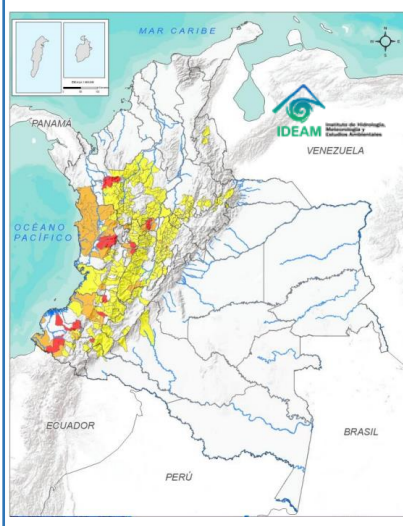 MAR CARIBE
PANAMÁ
IDEAM
Instituto de Hidrología,
Meteorología y
Estudios Ambientales
VENEZUELA
OCÉANO
PACÍFICO
ECUADOR
BRASIL
PERÚ